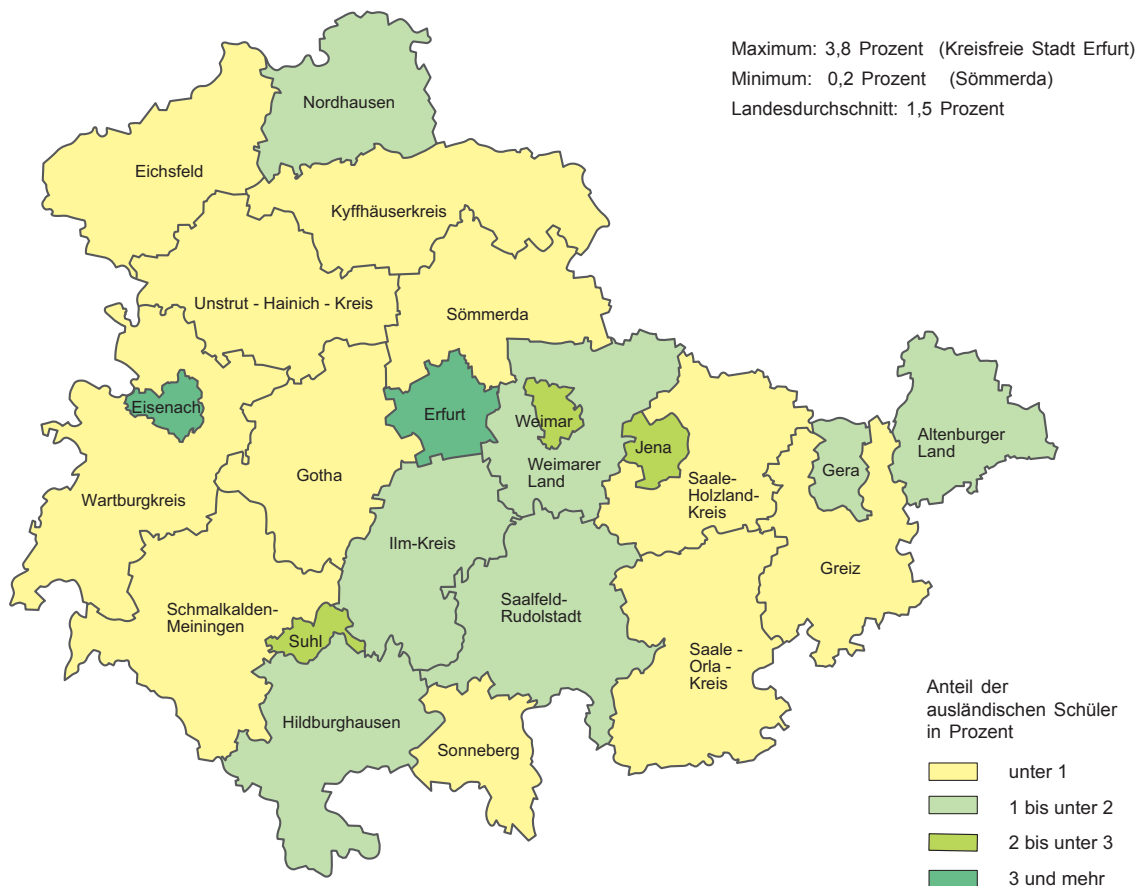 Maximum: 3,8 Prozent (Kreisfreie Stadt Erfurt)
Minimum: 0,2 Prozent (Sömmerda)
Landesdurchschnitt: 1,5 Prozent
Nordhausen
Eichsfeld
Kyffhäuserkreis
Unstrut - Hainich - Kreis
Sömmerda
Eisenach
Erfurt
Weimar
Jena
Altenburger
Land
Gera
Weimarer
Land
Gotha
Saale-
Holzland-
Kreis
Wartburgkreis
Ilm-Kreis
Greiz
Saalfeld-
Rudolstadt
Schmalkalden-
Meiningen
Suhl
Saale -
Orla -
Kreis
Hildburghausen
Sonneberg
Anteil der
ausländischen Schüler
in Prozent
unter 1
1 bis unter 2
2 bis unter 3
3 und mehr